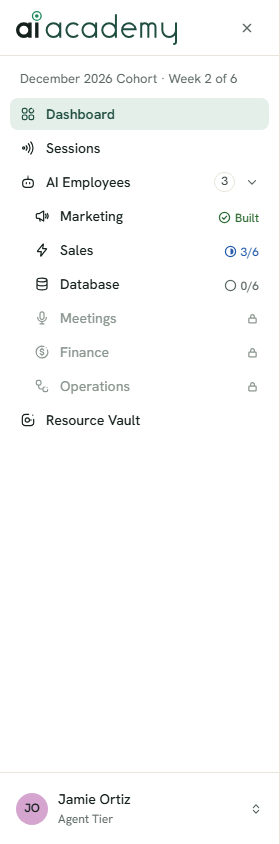 ai academy
December 2026 Cohort · Week 2 of 6
Dashboard
Sessions
AI Employees 3
Marketing Built
Sales 3/6
Database 0/6
Meetings
Finance
Operations
Resource Vault
JO Jamie Ortiz
Agent Tier